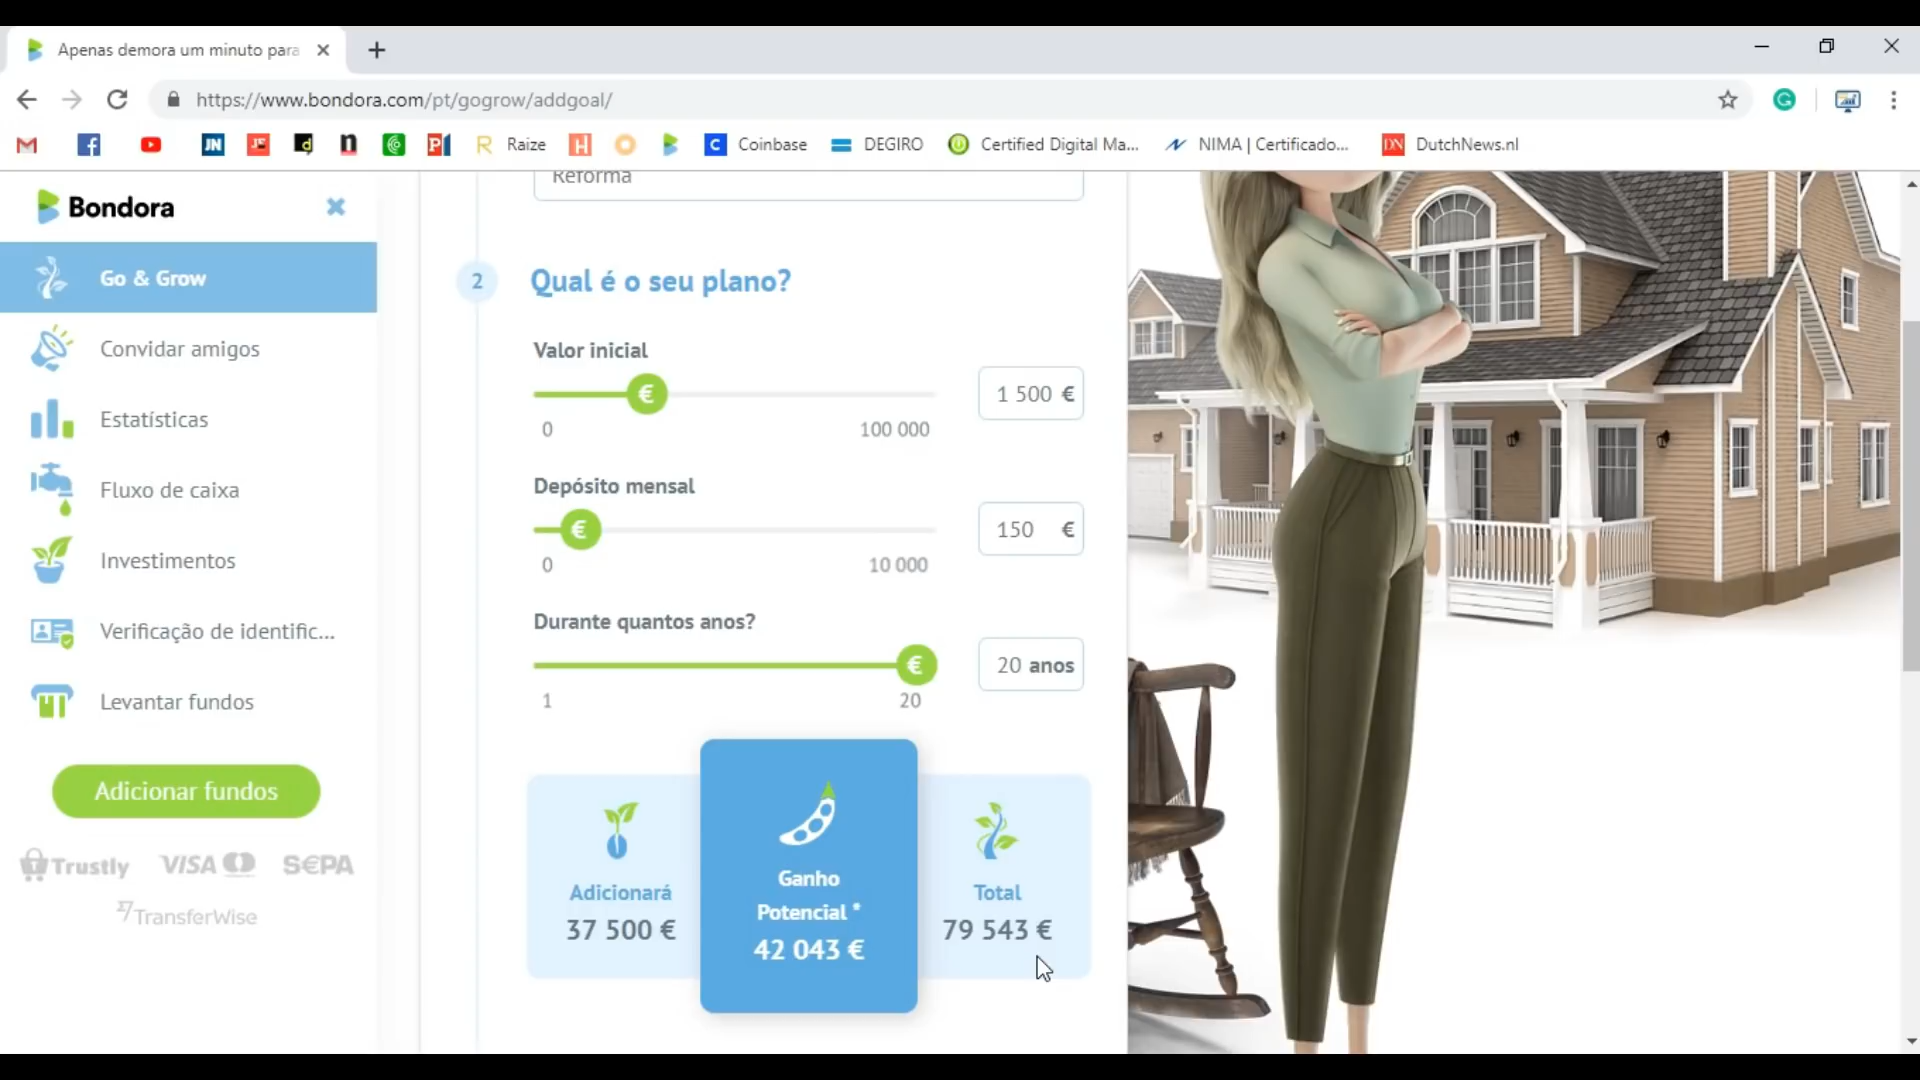 Apenas demora um minuto para
https://www.bondora.com/pt/gogrow/addgoal/
Raize
Coinbase
DEGIRO
Certified Digital Ma...
NIMA | Certificado...
DN DutchNews.nl
Bondora
Go & Grow
Convidar amigos
Estatísticas
Fluxo de caixa
Investimentos
Verificação de identific...
Levantar fundos
Adicionar fundos
Trustly VISA S€PA
TransferWise
Reforma
2 Qual é o seu plano?
Valor inicial
€ 1 500 €
0 100 000
Depósito mensal
€ 150 €
0 10 000
Durante quantos anos?
€ 20 anos
1 20
Adicionará
37 500 €
Ganho
Potencial *
42 043 €
Total
79 543 €